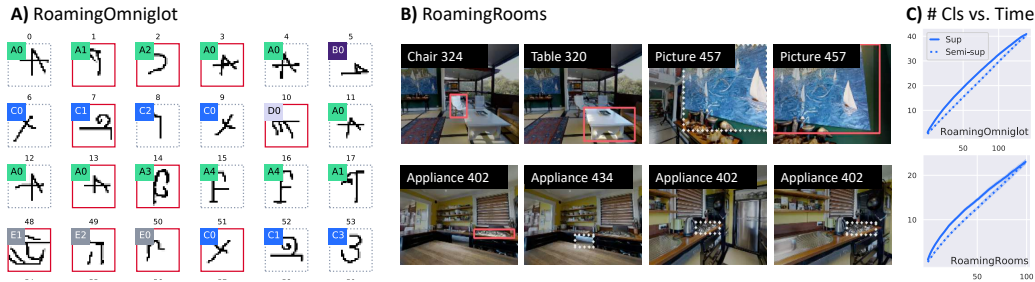 A) RoamingOmniglot
0 1 2 3 4 5
A0 A1 A2 A0 A0 B0
6 7 8 9 10 11
C0 C1 C2 C0 D0 A0
12 13 14 15 16 17
A0 A0 A3 A4 A4 A1
48 49 50 51 52 53
E1 E2 E0 C0 C1 C3
B) RoamingRooms
Chair 324 Table 320 Picture 457 Picture 457
Appliance 402 Appliance 434 Appliance 402 Appliance 402
C) # Cls vs. Time
40
Sup
Semi-sup
30
20
10
RoamingOmniglot
50 100
20
10
RoamingRooms
50 100